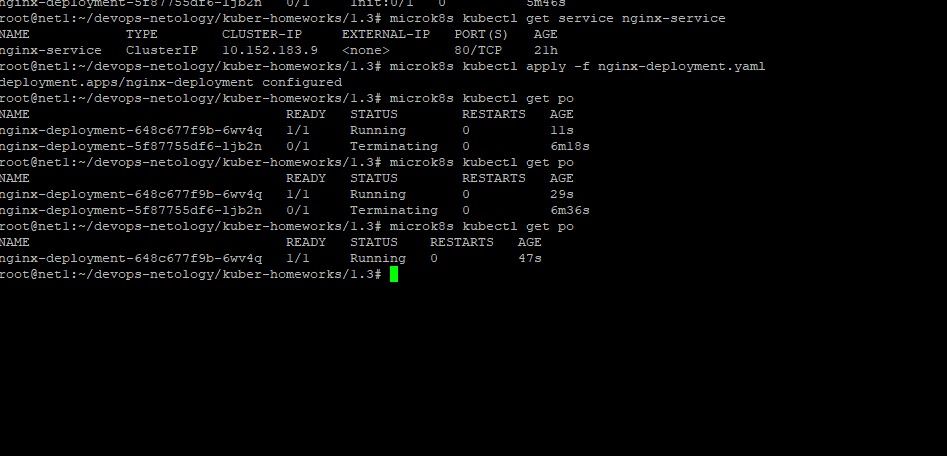 nginx-deployment-5f87755df6-ljb2n   0/1     Init:0/1   0          5m46s
root@net1:~/devops-netology/kuber-homeworks/1.3# microk8s kubectl get service nginx-service
NAME            TYPE        CLUSTER-IP     EXTERNAL-IP   PORT(S)   AGE
nginx-service   ClusterIP   10.152.183.9   <none>        80/TCP    21h
root@net1:~/devops-netology/kuber-homeworks/1.3# microk8s kubectl apply -f nginx-deployment.yaml
deployment.apps/nginx-deployment configured
root@net1:~/devops-netology/kuber-homeworks/1.3# microk8s kubectl get po
NAME                                READY   STATUS        RESTARTS   AGE
nginx-deployment-648c677f9b-6wv4q   1/1     Running       0          11s
nginx-deployment-5f87755df6-ljb2n   0/1     Terminating   0          6m18s
root@net1:~/devops-netology/kuber-homeworks/1.3# microk8s kubectl get po
NAME                                READY   STATUS        RESTARTS   AGE
nginx-deployment-648c677f9b-6wv4q   1/1     Running       0          29s
nginx-deployment-5f87755df6-ljb2n   0/1     Terminating   0          6m36s
root@net1:~/devops-netology/kuber-homeworks/1.3# microk8s kubectl get po
NAME                                READY   STATUS    RESTARTS   AGE
nginx-deployment-648c677f9b-6wv4q   1/1     Running   0          47s
root@net1:~/devops-netology/kuber-homeworks/1.3#